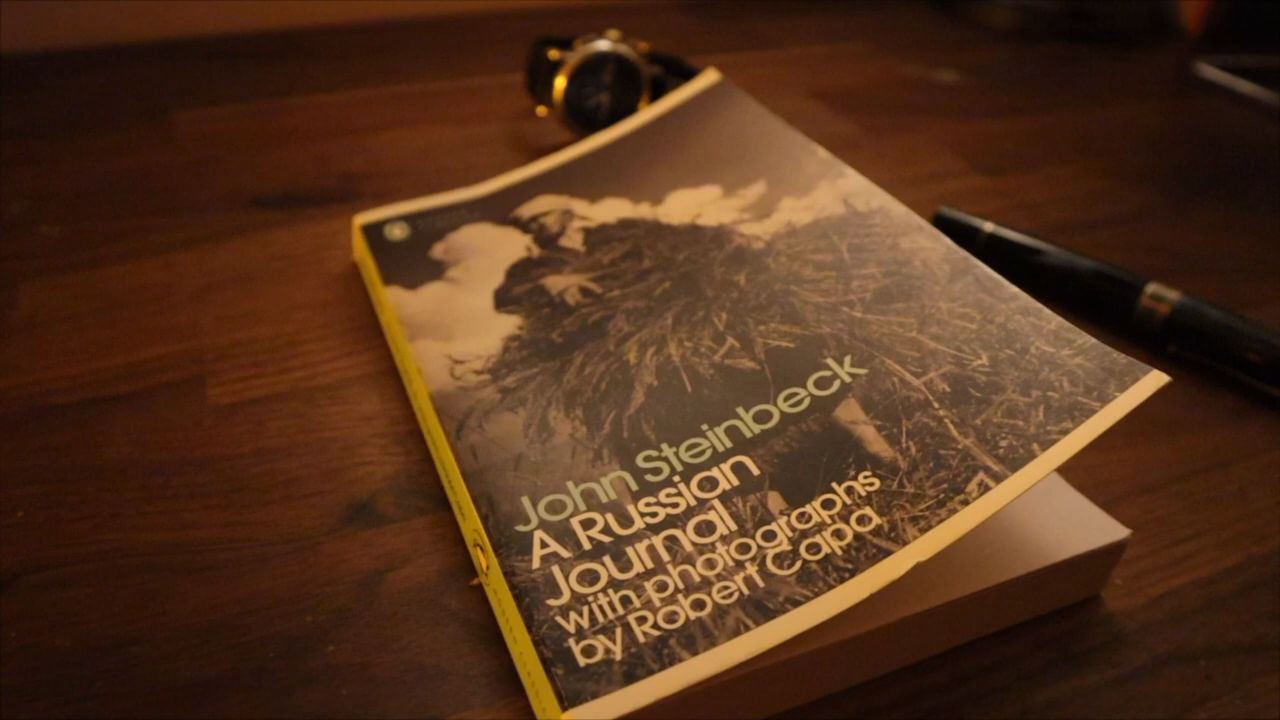 John Steinbeck
A Russian
Journal
with photographs
by Robert Capa